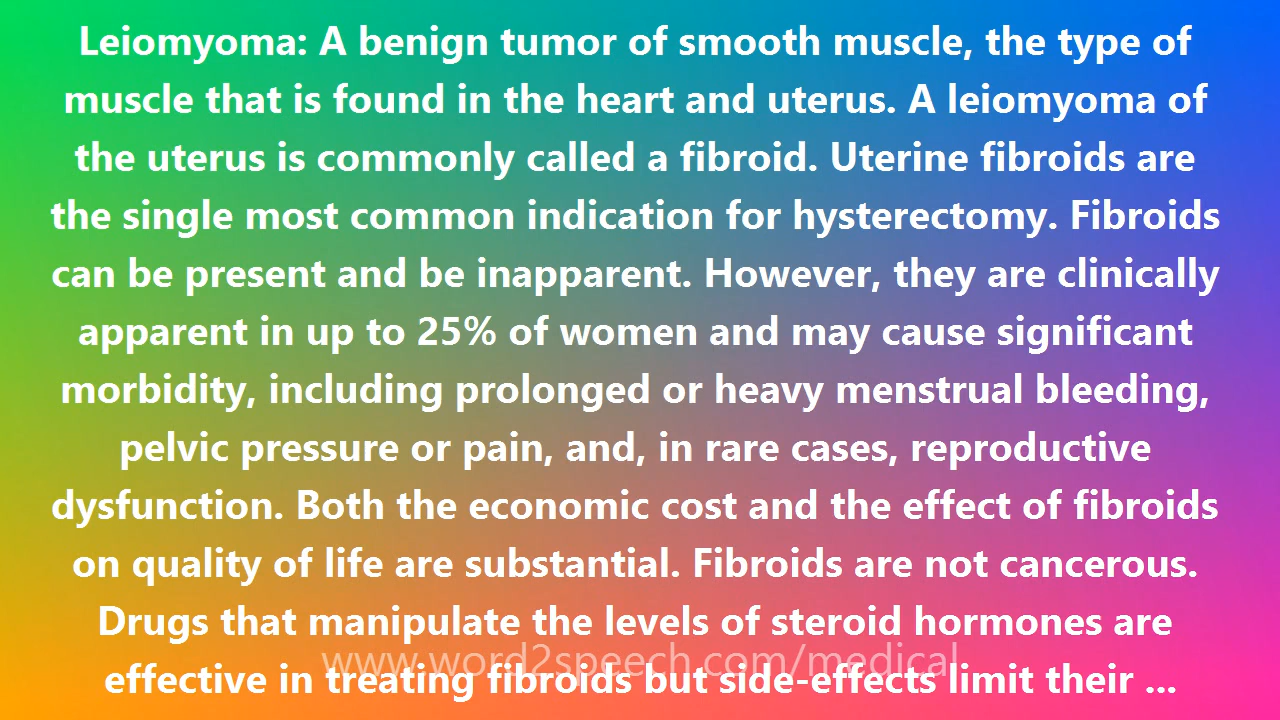 Leiomyoma: A benign tumor of smooth muscle, the type of
muscle that is found in the heart and uterus. A leiomyoma of
the uterus is commonly called a fibroid. Uterine fibroids are
the single most common indication for hysterectomy. Fibroids
can be present and be inapparent. However, they are clinically
apparent in up to 25% of women and may cause significant
morbidity, including prolonged or heavy menstrual bleeding,
pelvic pressure or pain, and, in rare cases, reproductive
dysfunction. Both the economic cost and the effect of fibroids
on quality of life are substantial. Fibroids are not cancerous.
Drugs that manipulate the levels of steroid hormones are
www.word2speech.com/medical
effective in treating fibroids but side-effects limit their ...